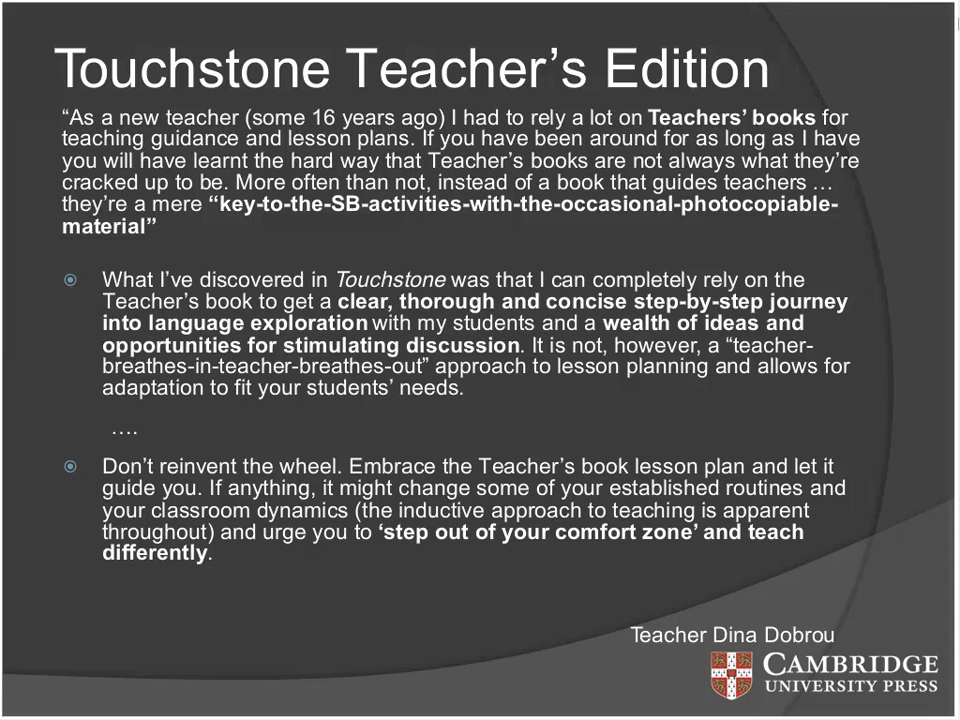 Touchstone Teacher’s Edition
“As a new teacher (some 16 years ago) I had to rely a lot on Teachers’ books for
teaching guidance and lesson plans. If you have been around for as long as I have
you will have learnt the hard way that Teacher’s books are not always what they’re
cracked up to be. More often than not, instead of a book that guides teachers …
they’re a mere “key-to-the-SB-activities-with-the-occasional-photocopiable-
material”
What I’ve discovered in Touchstone was that I can completely rely on the
Teacher’s book to get a clear, thorough and concise step-by-step journey
into language exploration with my students and a wealth of ideas and
opportunities for stimulating discussion. It is not, however, a “teacher-
breathes-in-teacher-breathes-out” approach to lesson planning and allows for
adaptation to fit your students’ needs.
….
Don’t reinvent the wheel. Embrace the Teacher’s book lesson plan and let it
guide you. If anything, it might change some of your established routines and
your classroom dynamics (the inductive approach to teaching is apparent
throughout) and urge you to ‘step out of your comfort zone’ and teach
differently.
Teacher Dina Dobrou
CAMBRIDGE
UNIVERSITY PRESS